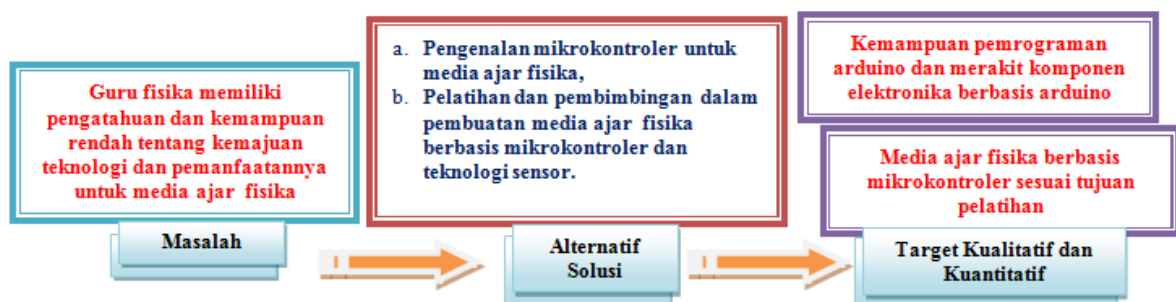 Guru fisika memiliki
pengatahuan dan kemampuan
rendah tentang kemajuan
teknologi dan pemanfaatannya
untuk media ajar fisika
Masalah
a. Pengenalan mikrokontroler untuk
media ajar fisika,
b. Pelatihan dan pembimbingan dalam
pembuatan media ajar fisika
berbasis mikrokontroler dan
teknologi sensor.
Alternatif
Solusi
Kemampuan pemrograman
arduino dan merakit komponen
elektronika berbasis arduino
Media ajar fisika berbasis
mikrokontroler sesuai tujuan
pelatihan
Target Kualitatif dan
Kuantitatif